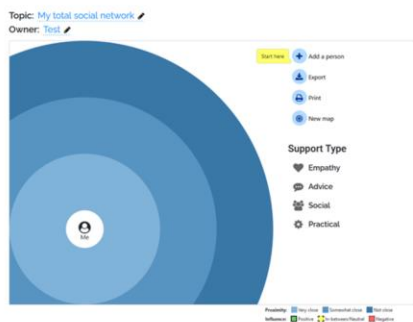 Topic: My total social network
Owner: Test
Start here
Add a person
Export
Print
New map
Support Type
Empathy
Advice
Social
Practical
Me
Proximity: Very close Somewhat close Not close
Influence: Positive In-between/Neutral Negative